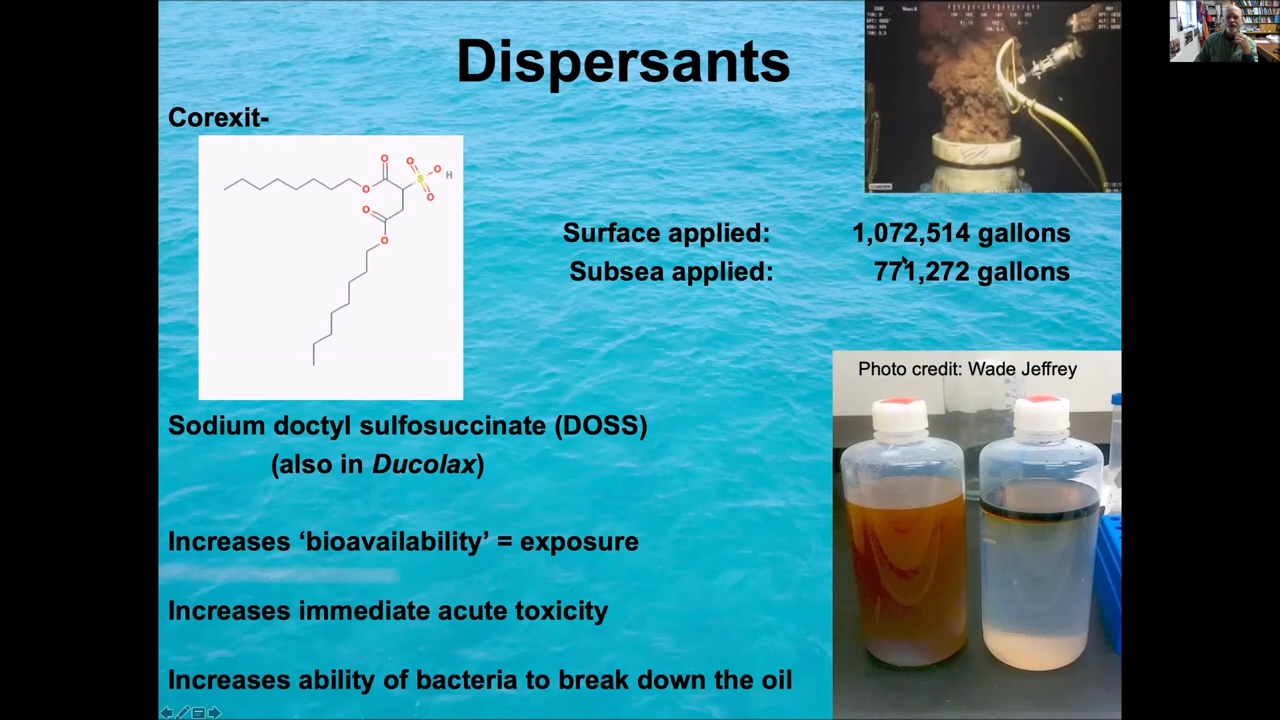 Dispersants
Corexit-
O
O
O
O
S
O
H
O
O
Surface applied: 1,072,514 gallons
Subsea applied: 771,272 gallons
Photo credit: Wade Jeffrey
Sodium doctyl sulfosuccinate (DOSS)
(also in Ducolax)
Increases ‘bioavailability’ = exposure
Increases immediate acute toxicity
Increases ability of bacteria to break down the oil